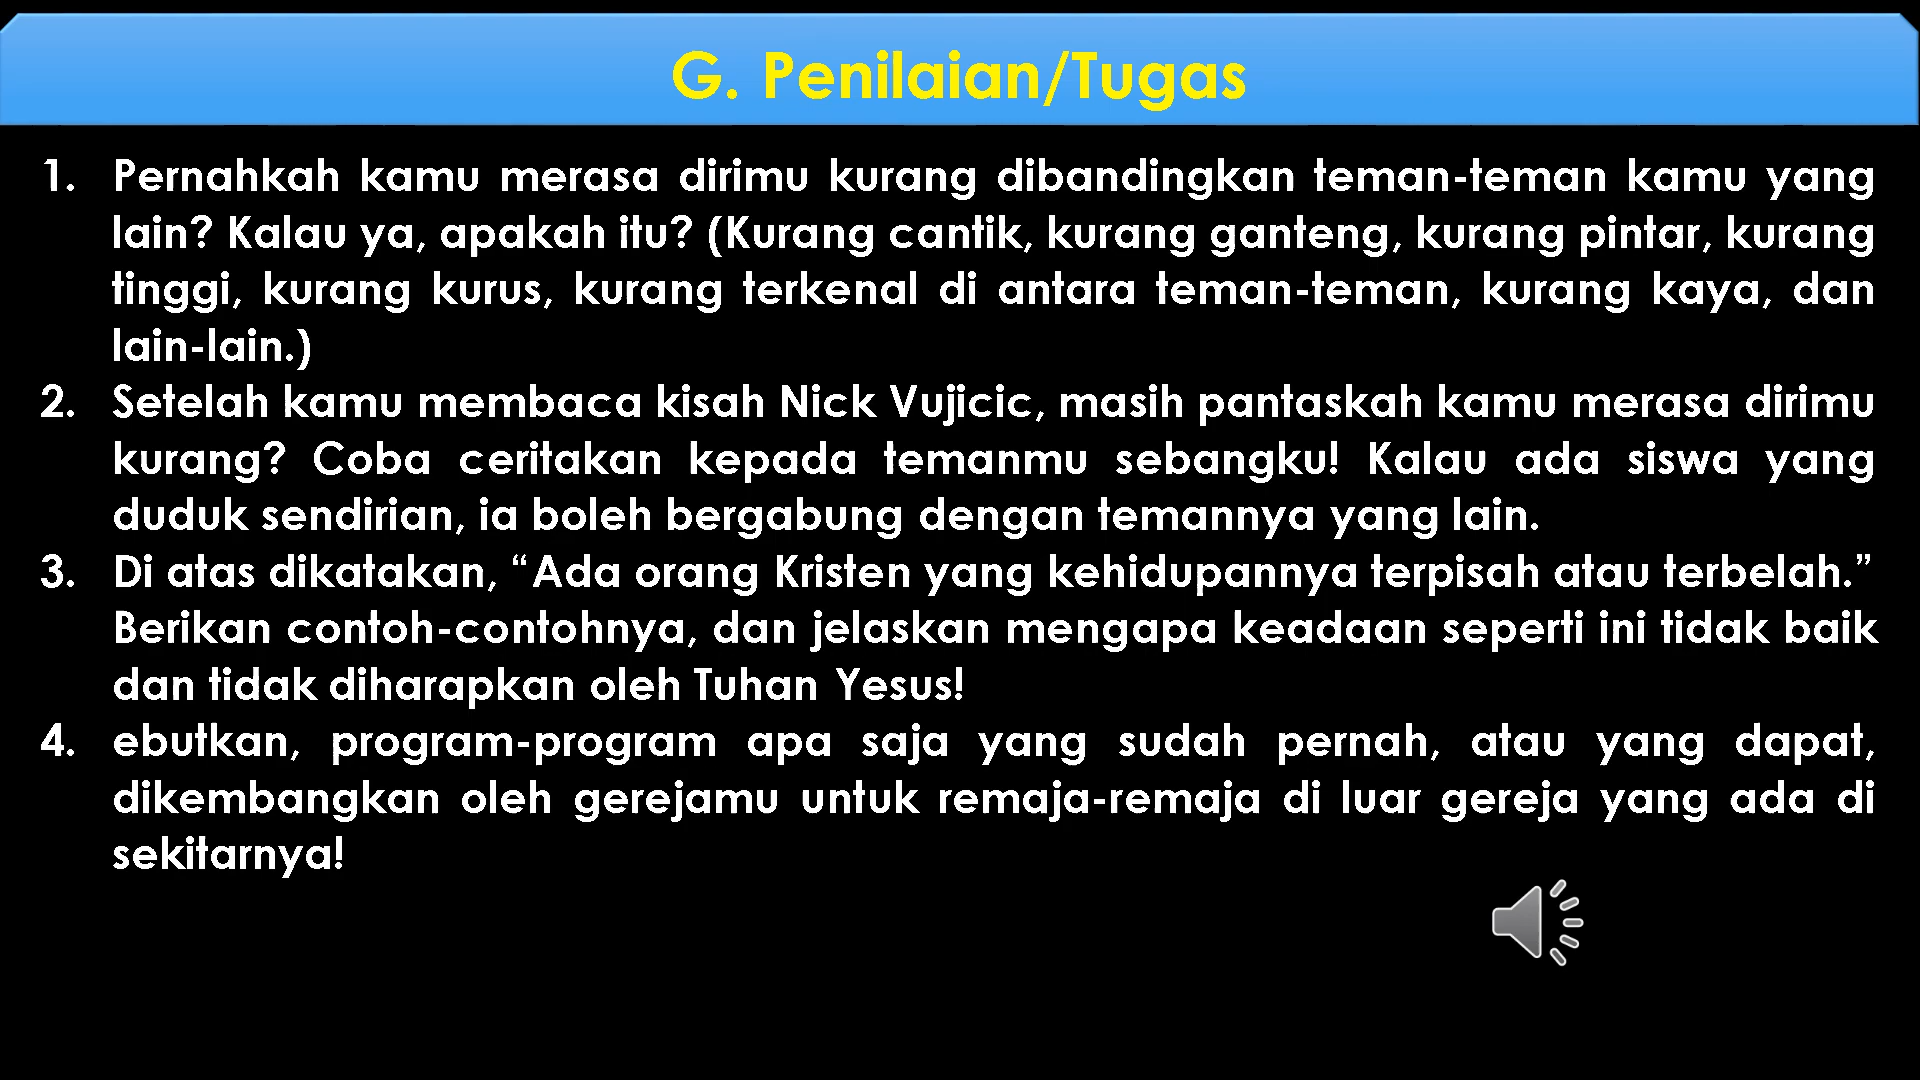 G. Penilaian/Tugas
1. Pernahkah kamu merasa dirimu kurang dibandingkan teman-teman kamu yang
lain? Kalau ya, apakah itu? (Kurang cantik, kurang ganteng, kurang pintar, kurang
tinggi, kurang kurus, kurang terkenal di antara teman-teman, kurang kaya, dan
lain-lain.)
2. Setelah kamu membaca kisah Nick Vujicic, masih pantaskah kamu merasa dirimu
kurang? Coba ceritakan kepada temanmu sebangku! Kalau ada siswa yang
duduk sendirian, ia boleh bergabung dengan temannya yang lain.
3. Di atas dikatakan, “Ada orang Kristen yang kehidupannya terpisah atau terbelah.”
Berikan contoh-contohnya, dan jelaskan mengapa keadaan seperti ini tidak baik
dan tidak diharapkan oleh Tuhan Yesus!
4. ebutkan, program-program apa saja yang sudah pernah, atau yang dapat,
dikembangkan oleh gerejamu untuk remaja-remaja di luar gereja yang ada di
sekitarnya!